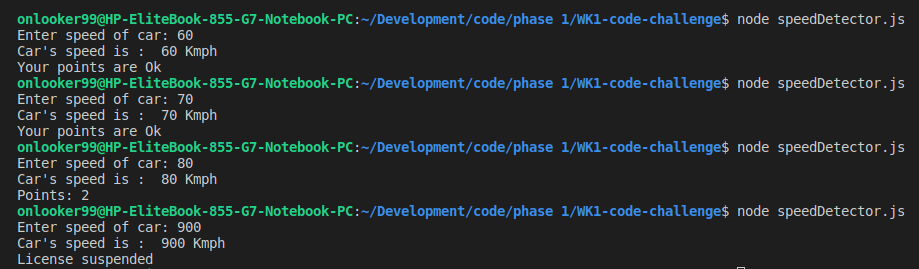 onlooker99@HP-EliteBook-855-G7-Notebook-PC:~/Development/code/phase 1/WK1-code-challenge$ node speedDetector.js
Enter speed of car: 60
Car's speed is :  60 Kmph
Your points are Ok
onlooker99@HP-EliteBook-855-G7-Notebook-PC:~/Development/code/phase 1/WK1-code-challenge$ node speedDetector.js
Enter speed of car: 70
Car's speed is :  70 Kmph
Your points are Ok
onlooker99@HP-EliteBook-855-G7-Notebook-PC:~/Development/code/phase 1/WK1-code-challenge$ node speedDetector.js
Enter speed of car: 80
Car's speed is :  80 Kmph
Points: 2
onlooker99@HP-EliteBook-855-G7-Notebook-PC:~/Development/code/phase 1/WK1-code-challenge$ node speedDetector.js
Enter speed of car: 900
Car's speed is :  900 Kmph
License suspended